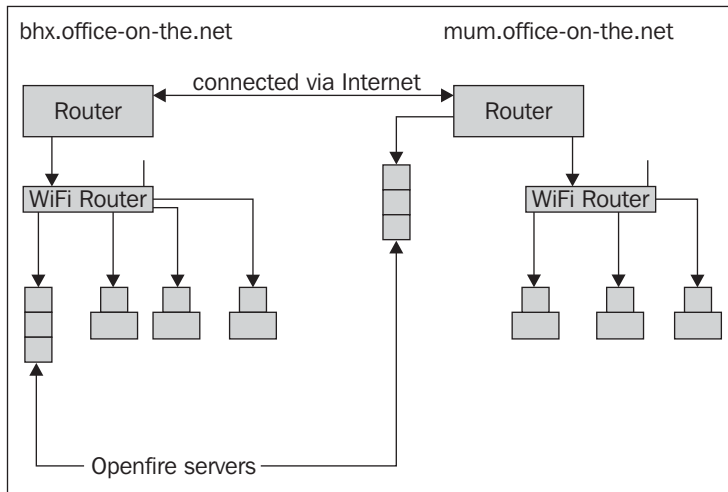 bhx.office-on-the.net
mum.office-on-the.net
connected via Internet
Router
Router
WiFi Router
WiFi Router
Openfire servers